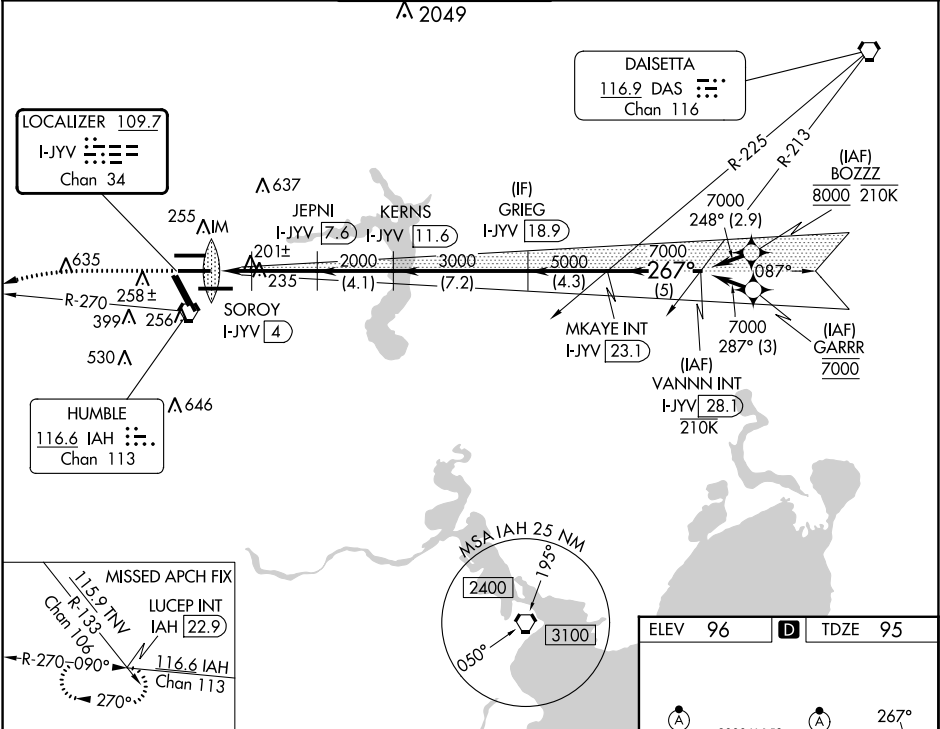 2049
DAISETTA
116.9 DAS
Chan 116
LOCALIZER 109.7
I-JYV
Chan 34
R-225
R-213
(IAF)
BOZZZ
8000 210K
7000
248° (2.9)
637
255
IM
JEPNI
I-JYV 7.6
KERNS
I-JYV 11.6
(IF)
GRIEG
I-JYV 18.9
201±
235
2000
(4.1)
3000
(7.2)
5000
(4.3)
7000
267°
(5)
087°
635
R-270
258±
399
256
530
646
SOROY
I-JYV 4
MKAYE INT
I-JYV 23.1
7000
287° (3)
(IAF)
GARRR
7000
(IAF)
VANNN INT
I-JYV 28.1
210K
HUMBLE
116.6 IAH
Chan 113
MSA IAH 25 NM
195°
2400
3100
050°
MISSED APCH FIX
115.9 TNV
R-133
Chan 106
LUCEP INT
IAH 22.9
R-270
090°
116.6 IAH
Chan 113
270°
ELEV 96
D
TDZE 95
A
A
267°